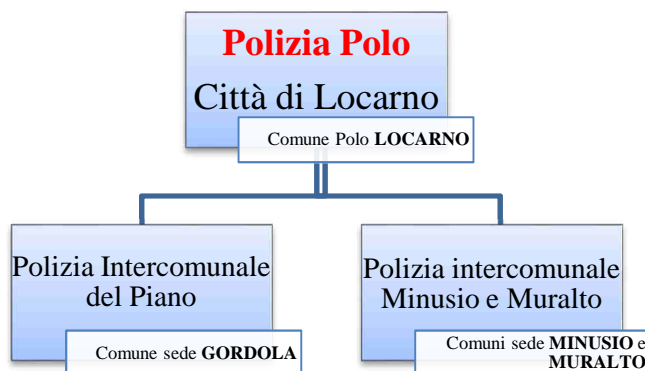 Polizia Polo
Città di Locarno
Comune Polo LOCARNO
Polizia Intercomunale
del Piano
Comune sede GORDOLA
Polizia intercomunale
Minusio e Muralto
Comuni sede MINUSIO e
MURALTO